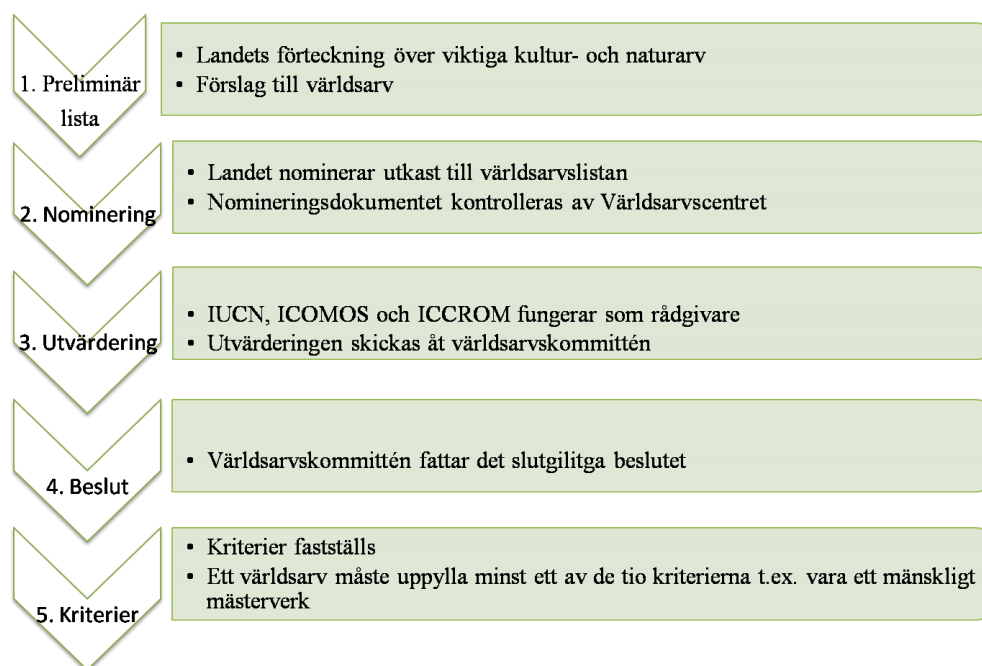 1. Preliminär
lista
• Landets förteckning över viktiga kultur- och naturarv
• Förslag till världsarv
2. Nominering
• Landet nominerar utkast till världsarvslistan
• Nomineringsdokumentet kontrolleras av Världsarvscentret
3. Utvärdering
• IUCN, ICOMOS och ICCROM fungerar som rådgivare
• Utvärderingen skickas åt världsarvskommittén
4. Beslut
• Världsarvskommittén fattar det slutgilitga beslutet
5. Kriterier
• Kriterier fastställs
• Ett världsarv måste uppylla minst ett av de tio kriterierna t.ex. vara ett mänskligt
mästerverk